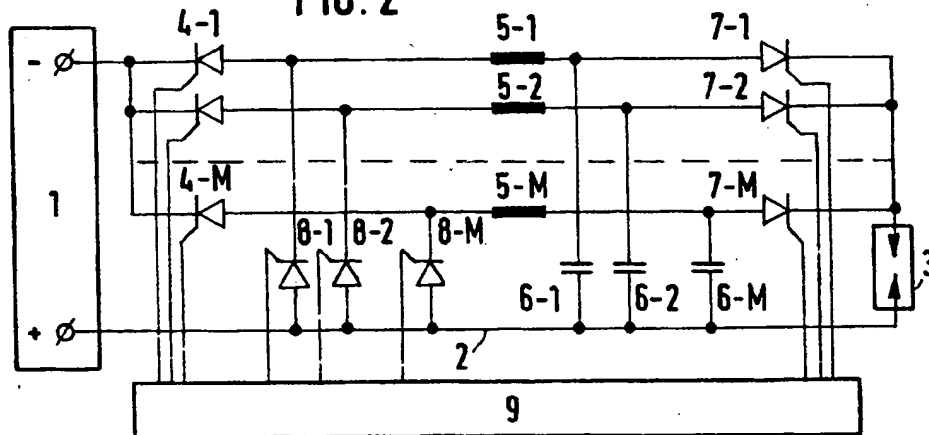 FIG. 2
4-1 5-1 7-1
- 5-2 7-2
1 4-M 5-M 7-M
8-1 8-2 8-M 3
6-1 6-2 6-M
+ 2
9